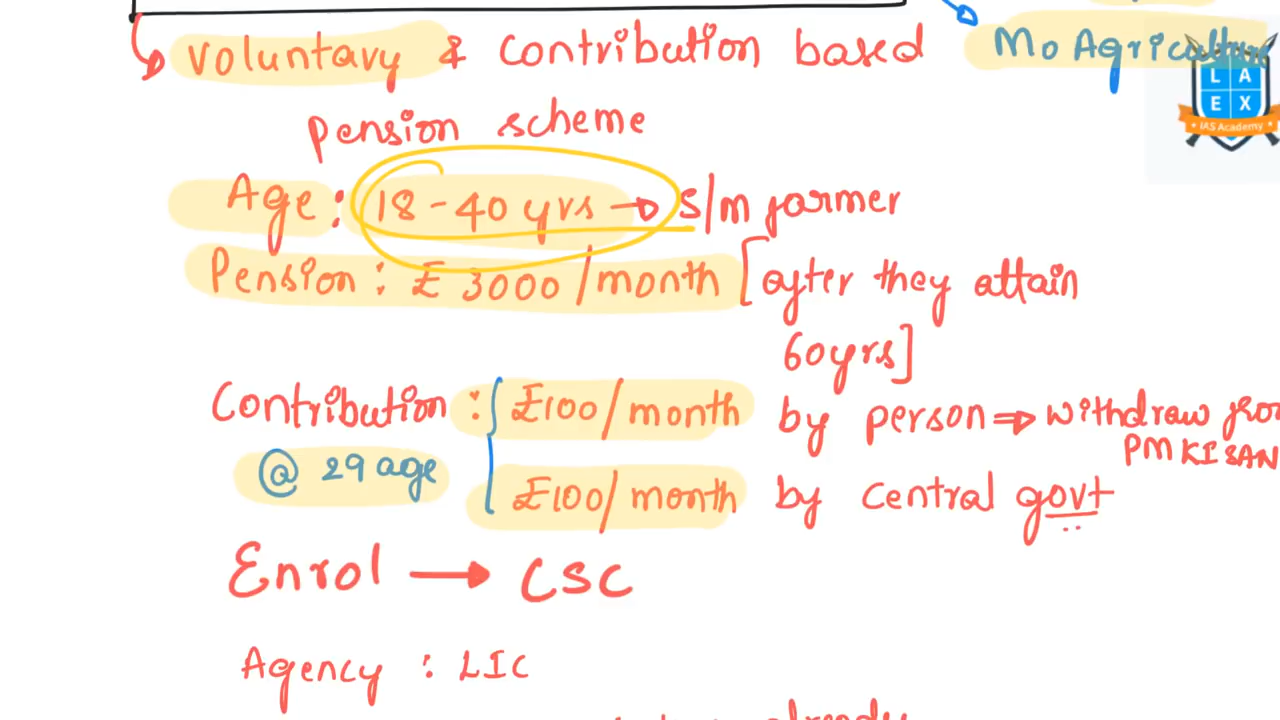 Voluntary & contribution based
Mo Agriculture
L A
E X
IAS Academy
Pension scheme
Age : 18 - 40 yrs → S/m farmer
Pension : £ 3000 / month [after they attain
60yrs]
Contribution : £100 / month by person ⇒ withdraw
PM KISAN
@ 29 age
£100 / month by central govt
Enrol → CSC
Agency : LIC
already